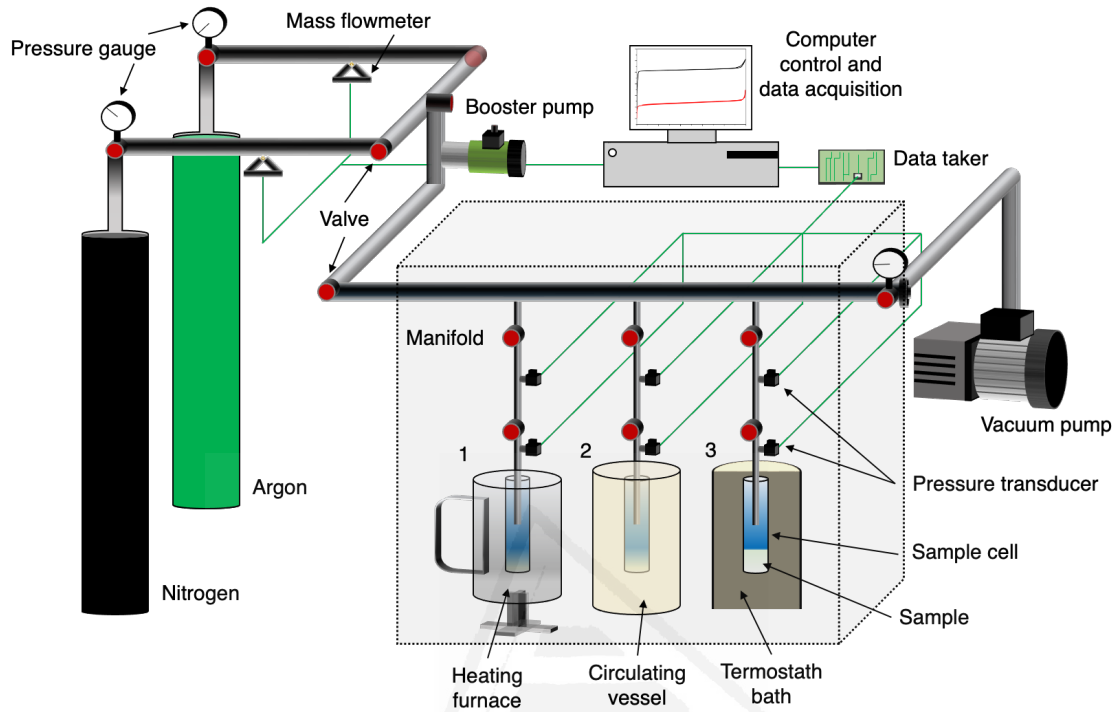 Pressure gauge
Mass flowmeter
Booster pump
Computer
control and
data acquisition
Data taker
Valve
Manifold
Vacuum pump
1
2
3
Argon
Pressure transducer
Sample cell
Nitrogen
Sample
Heating
furnace
Circulating
vessel
Termostath
bath